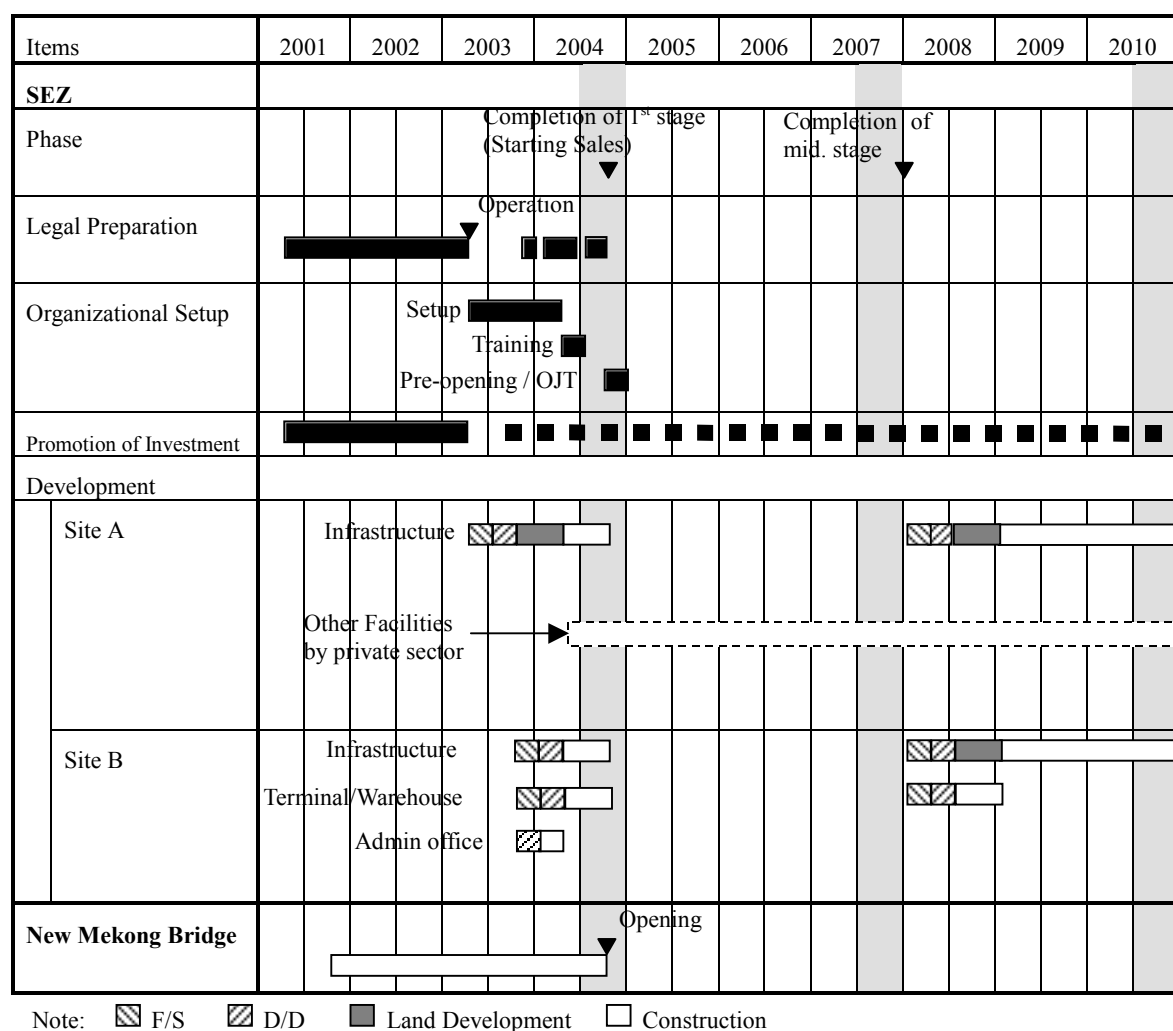 Items 2001 2002 2003 2004 2005 2006 2007 2008 2009 2010
SEZ
Phase
Completion of 1st stage
(Starting Sales)
Completion of
mid. stage
Legal Preparation
Operation
Organizational Setup
Setup
Training
Pre-opening / OJT
Promotion of Investment
Development
Site A
Infrastructure
Other Facilities
by private sector
Site B
Infrastructure
Terminal/Warehouse
Admin office
New Mekong Bridge
Opening
Note: F/S D/D Land Development Construction